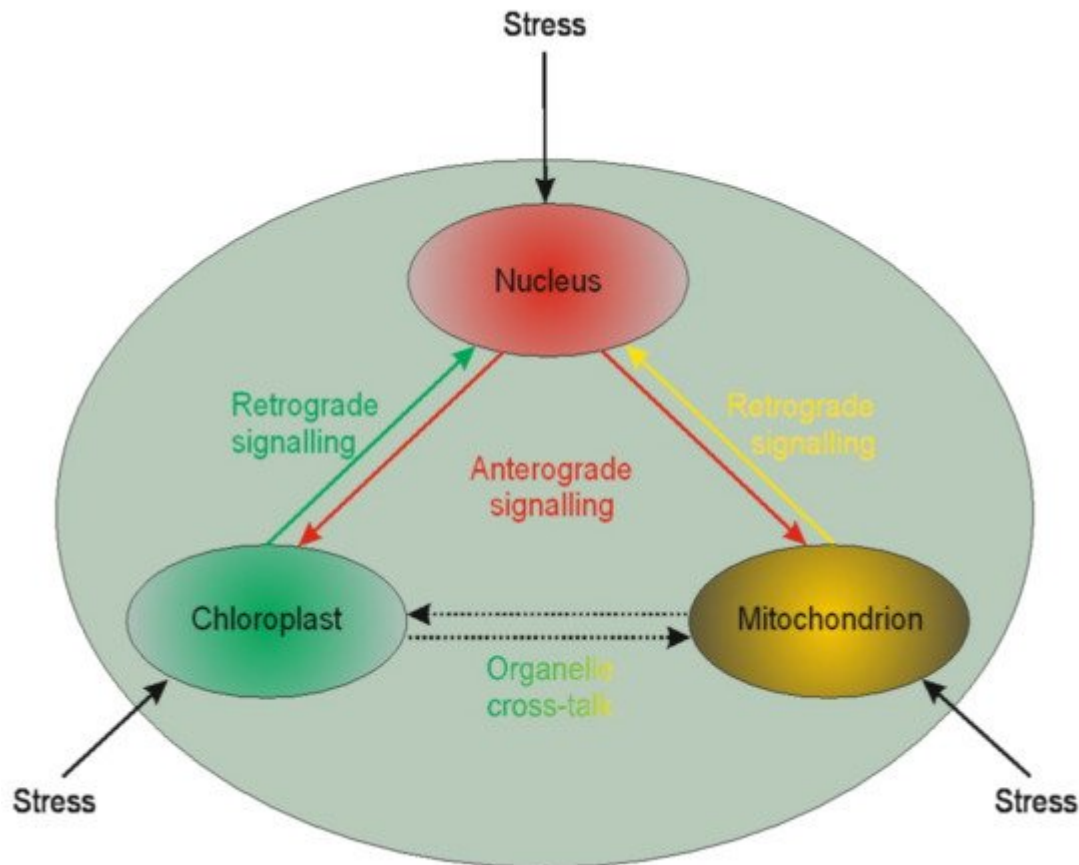 Stress
Nucleus
Retrograde
signalling
Retrograde
signalling
Anterograde
signalling
Chloroplast
Mitochondrion
Organelle
cross-talk
Stress
Stress